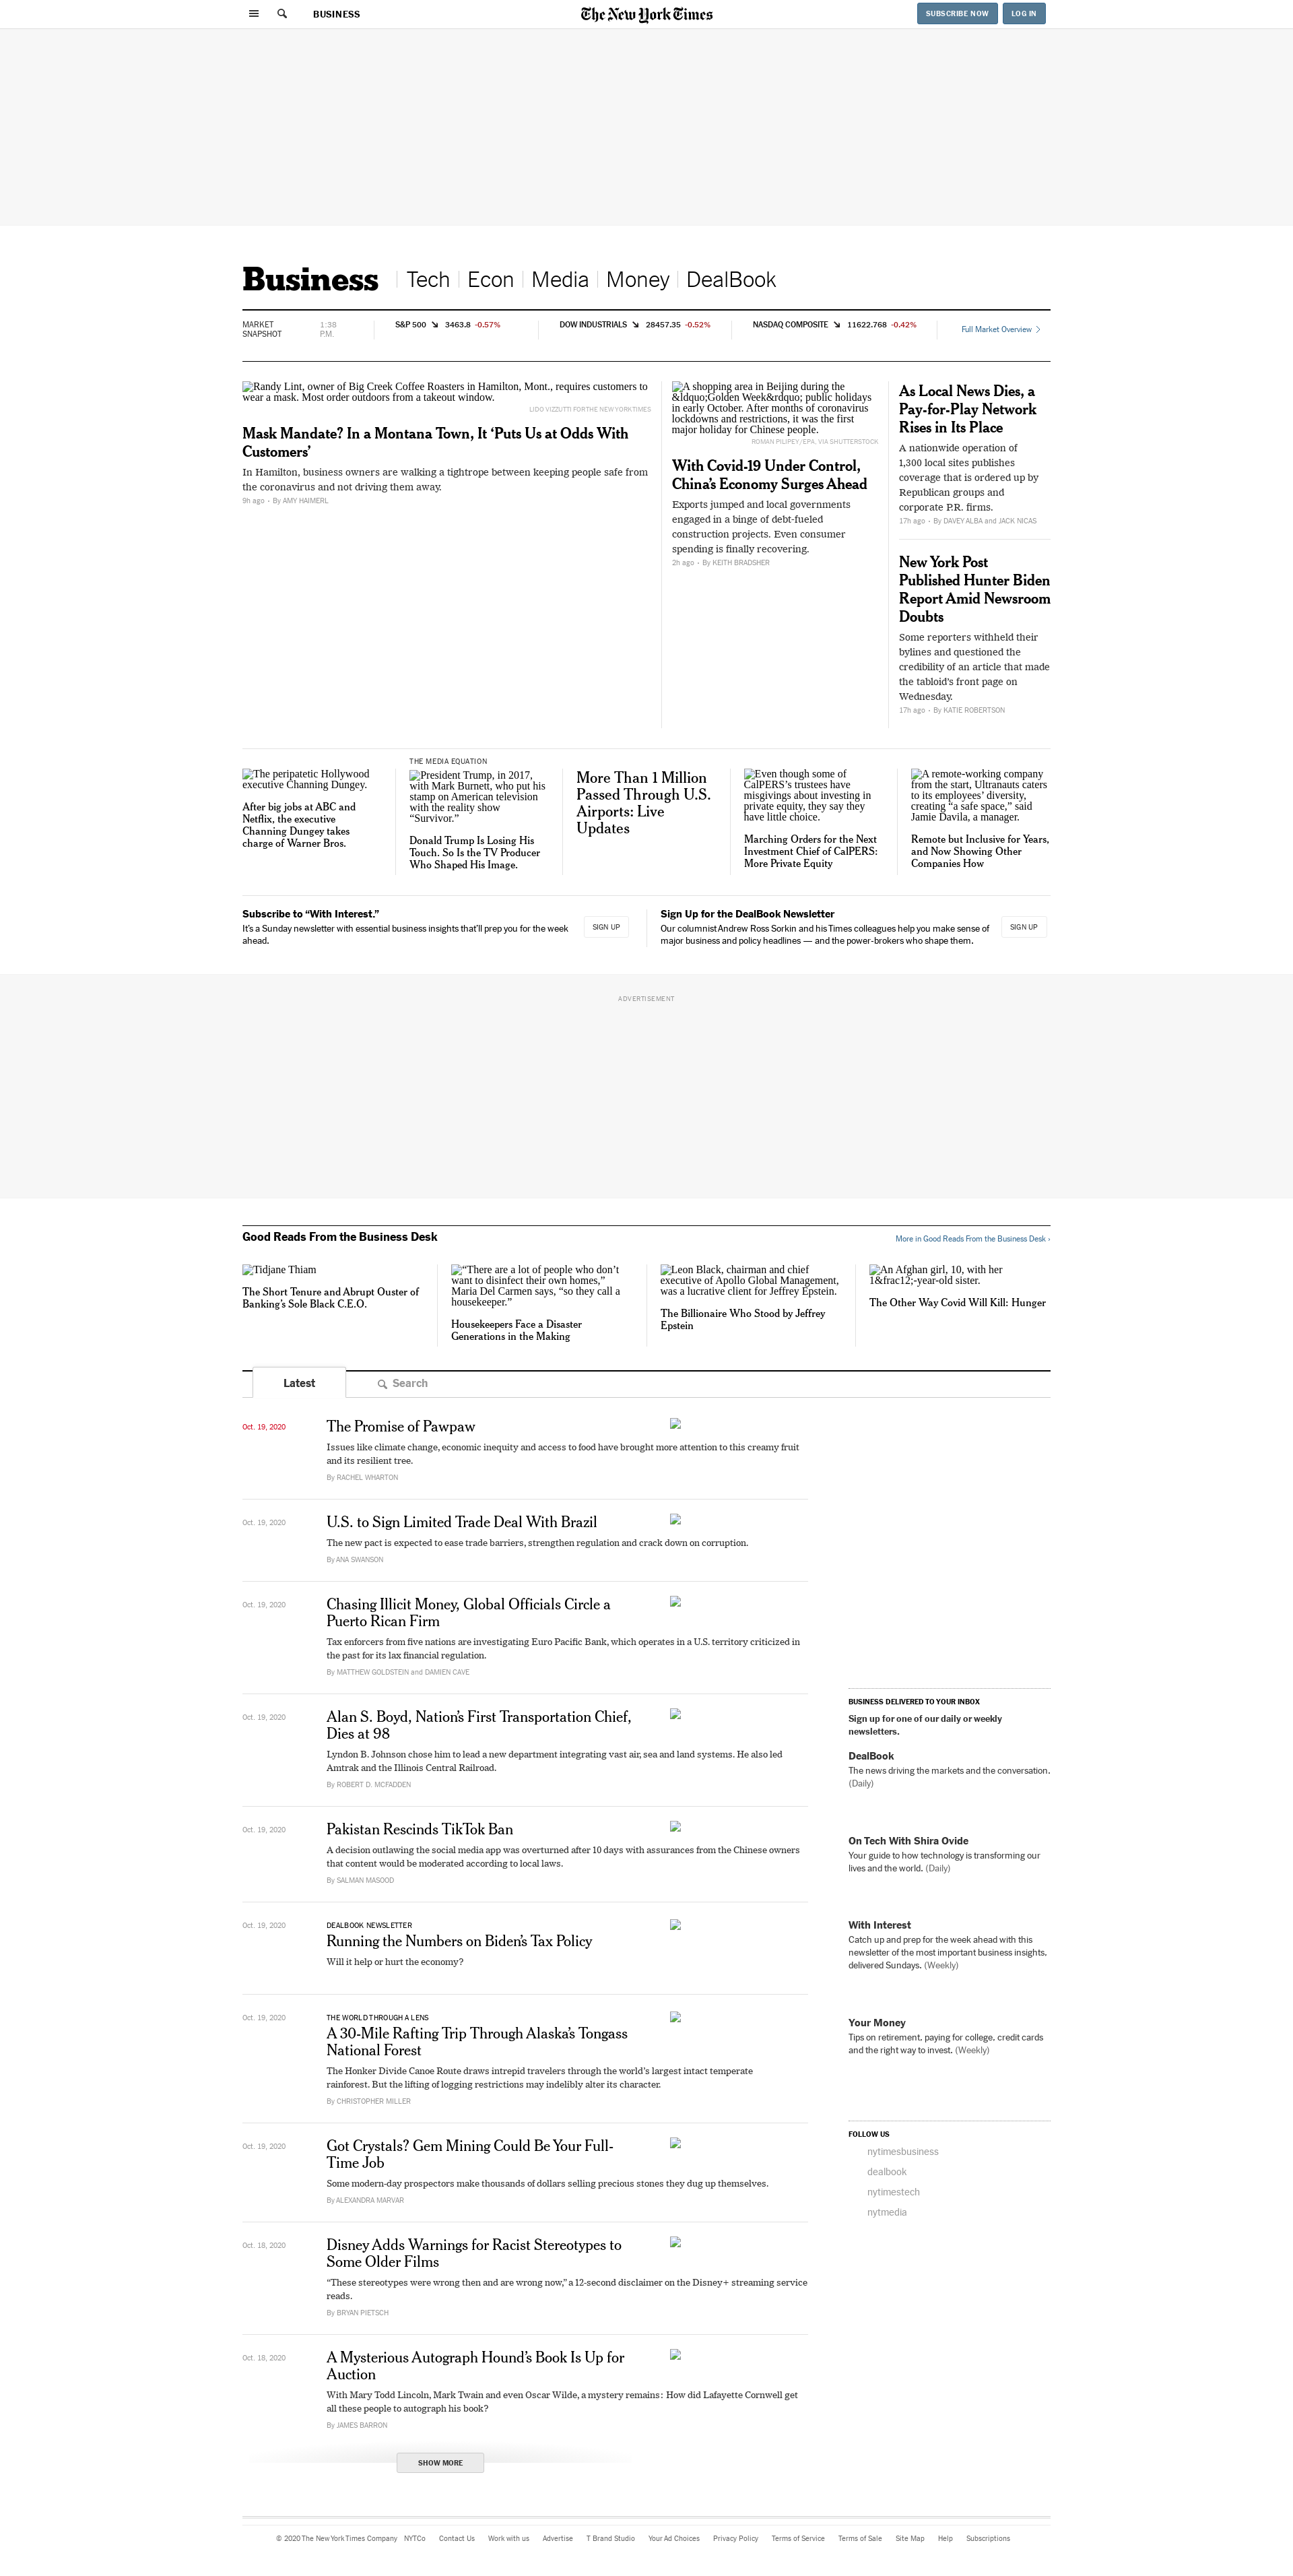 BUSINESS
The New York Times
SUBSCRIBE NOW
LOG IN
Business
Tech
Econ
Media
Money
DealBook
MARKET
SNAPSHOT
1:38
P.M.
S&P 500 3463.8 -0.57%
DOW INDUSTRIALS 28457.35 -0.52%
NASDAQ COMPOSITE 11622.768 -0.42%
Full Market Overview
Randy Lint, owner of Big Creek Coffee Roasters in Hamilton, Mont., requires customers to
wear a mask. Most order outdoors from a takeout window.
LIDO VIZZUTTI FOR THE NEW YORK TIMES
Mask Mandate? In a Montana Town, It ‘Puts Us at Odds With
Customers’
In Hamilton, business owners are walking a tightrope between keeping people safe from
the coronavirus and not driving them away.
9h ago • By AMY HAIMERL
A shopping area in Beijing during the
&ldquo;Golden Week&rdquo; public holidays
in early October. After months of coronavirus
lockdowns and restrictions, it was the first
major holiday for Chinese people.
ROMAN PILIPEY/EPA, VIA SHUTTERSTOCK
With Covid-19 Under Control,
China’s Economy Surges Ahead
Exports jumped and local governments
engaged in a binge of debt-fueled
construction projects. Even consumer
spending is finally recovering.
2h ago • By KEITH BRADSHER
As Local News Dies, a
Pay-for-Play Network
Rises in Its Place
A nationwide operation of
1,300 local sites publishes
coverage that is ordered up by
Republican groups and
corporate P.R. firms.
17h ago • By DAVEY ALBA and JACK NICAS
New York Post
Published Hunter Biden
Report Amid Newsroom
Doubts
Some reporters withheld their
bylines and questioned the
credibility of an article that made
the tabloid’s front page on
Wednesday.
17h ago • By KATIE ROBERTSON
The peripatetic Hollywood
executive Channing Dungey.
After big jobs at ABC and
Netflix, the executive
Channing Dungey takes
charge of Warner Bros.
THE MEDIA EQUATION
President Trump, in 2017,
with Mark Burnett, who put his
stamp on American television
with the reality show
“Survivor.”
Donald Trump Is Losing His
Touch. So Is the TV Producer
Who Shaped His Image.
More Than 1 Million
Passed Through U.S.
Airports: Live
Updates
Even though some of
CalPERS’s trustees have
misgivings about investing in
private equity, they say they
have little choice.
Marching Orders for the Next
Investment Chief of CalPERS:
More Private Equity
A remote-working company
from the start, Ultranauts caters
to its employees’ diversity,
creating “a safe space,” said
Jamie Davila, a manager.
Remote but Inclusive for Years,
and Now Showing Other
Companies How
Subscribe to “With Interest.”
It’s a Sunday newsletter with essential business insights that’ll prep you for the week
ahead.
SIGN UP
Sign Up for the DealBook Newsletter
Our columnist Andrew Ross Sorkin and his Times colleagues help you make sense of
major business and policy headlines — and the power-brokers who shape them.
SIGN UP
ADVERTISEMENT
Good Reads From the Business Desk
More in Good Reads From the Business Desk ›
Tidjane Thiam
The Short Tenure and Abrupt Ouster of
Banking’s Sole Black C.E.O.
“There are a lot of people who don’t
want to disinfect their own homes,”
Maria Del Carmen says, “so they call a
housekeeper.”
Housekeepers Face a Disaster
Generations in the Making
Leon Black, chairman and chief
executive of Apollo Global Management,
was a lucrative client for Jeffrey Epstein.
The Billionaire Who Stood by Jeffrey
Epstein
An Afghan girl, 10, with her
1&frac12;-year-old sister.
The Other Way Covid Will Kill: Hunger
Latest
Search
Oct. 19, 2020
The Promise of Pawpaw
Issues like climate change, economic inequity and access to food have brought more attention to this creamy fruit
and its resilient tree.
By RACHEL WHARTON
Oct. 19, 2020
U.S. to Sign Limited Trade Deal With Brazil
The new pact is expected to ease trade barriers, strengthen regulation and crack down on corruption.
By ANA SWANSON
Oct. 19, 2020
Chasing Illicit Money, Global Officials Circle a
Puerto Rican Firm
Tax enforcers from five nations are investigating Euro Pacific Bank, which operates in a U.S. territory criticized in
the past for its lax financial regulation.
By MATTHEW GOLDSTEIN and DAMIEN CAVE
Oct. 19, 2020
Alan S. Boyd, Nation’s First Transportation Chief,
Dies at 98
Lyndon B. Johnson chose him to lead a new department integrating vast air, sea and land systems. He also led
Amtrak and the Illinois Central Railroad.
By ROBERT D. MCFADDEN
Oct. 19, 2020
Pakistan Rescinds TikTok Ban
A decision outlawing the social media app was overturned after 10 days with assurances from the Chinese owners
that content would be moderated according to local laws.
By SALMAN MASOOD
Oct. 19, 2020
DEALBOOK NEWSLETTER
Running the Numbers on Biden’s Tax Policy
Will it help or hurt the economy?
Oct. 19, 2020
THE WORLD THROUGH A LENS
A 30-Mile Rafting Trip Through Alaska’s Tongass
National Forest
The Honker Divide Canoe Route draws intrepid travelers through the world’s largest intact temperate
rainforest. But the lifting of logging restrictions may indelibly alter its character.
By CHRISTOPHER MILLER
Oct. 19, 2020
Got Crystals? Gem Mining Could Be Your Full-
Time Job
Some modern-day prospectors make thousands of dollars selling precious stones they dug up themselves.
By ALEXANDRA MARVAR
Oct. 18, 2020
Disney Adds Warnings for Racist Stereotypes to
Some Older Films
“These stereotypes were wrong then and are wrong now,” a 12-second disclaimer on the Disney+ streaming service
reads.
By BRYAN PIETSCH
Oct. 18, 2020
A Mysterious Autograph Hound’s Book Is Up for
Auction
With Mary Todd Lincoln, Mark Twain and even Oscar Wilde, a mystery remains: How did Lafayette Cornwell get
all these people to autograph his book?
By JAMES BARRON
SHOW MORE
BUSINESS DELIVERED TO YOUR INBOX
Sign up for one of our daily or weekly
newsletters.
DealBook
The news driving the markets and the conversation.
(Daily)
On Tech With Shira Ovide
Your guide to how technology is transforming our
lives and the world. (Daily)
With Interest
Catch up and prep for the week ahead with this
newsletter of the most important business insights,
delivered Sundays. (Weekly)
Your Money
Tips on retirement, paying for college, credit cards
and the right way to invest. (Weekly)
FOLLOW US
nytimesbusiness
dealbook
nytimestech
nytmedia
© 2020 The New York Times Company NYTCo Contact Us Work with us Advertise T Brand Studio Your Ad Choices Privacy Policy Terms of Service Terms of Sale Site Map Help Subscriptions